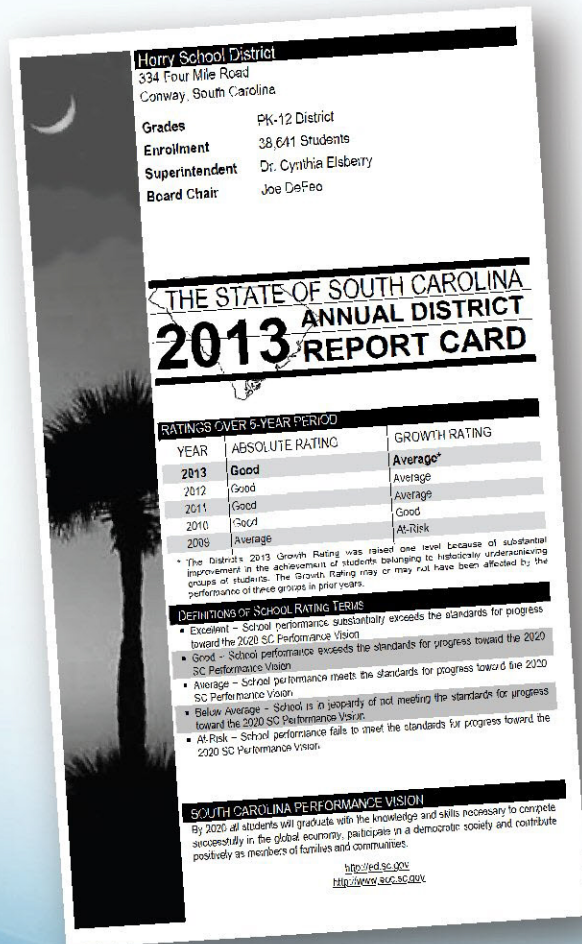 Horry School District
334 Four Mile Road
Conway, South Carolina
Grades PK-12 District
Enrollment 38,641 Students
Superintendent Dr. Cynthia Elsberry
Board Chair Joe DeFeo
THE STATE OF SOUTH CAROLINA
2013 ANNUAL DISTRICT
REPORT CARD
RATINGS OVER 5-YEAR PERIOD
YEAR ABSOLUTE RATING GROWTH RATING
2013 Good Average*
2012 Good Average
2011 Good Average
2010 Good Good
2009 Average At-Risk
* The District's 2013 Growth Rating was raised one level because of substantial
improvement in the achievement of students belonging to historically underachieving
groups of students. The Growth Rating may or may not have been affected by the
performance of these groups in prior years.
DEFINITIONS OF SCHOOL RATING TERMS
▪ Excellent – School performance substantially exceeds the standards for progress
toward the 2020 SC Performance Vision
▪ Good – School performance exceeds the standards for progress toward the 2020
SC Performance Vision
▪ Average – School performance meets the standards for progress toward the 2020
SC Performance Vision
▪ Below Average – School is in jeopardy of not meeting the standards for progress
toward the 2020 SC Performance Vision
▪ At-Risk – School performance fails to meet the standards for progress toward the
2020 SC Performance Vision
SOUTH CAROLINA PERFORMANCE VISION
By 2020 all students will graduate with the knowledge and skills necessary to compete
successfully in the global economy, participate in a democratic society and contribute
positively as members of families and communities.
http://ed.sc.gov
http://www.eoc.sc.gov